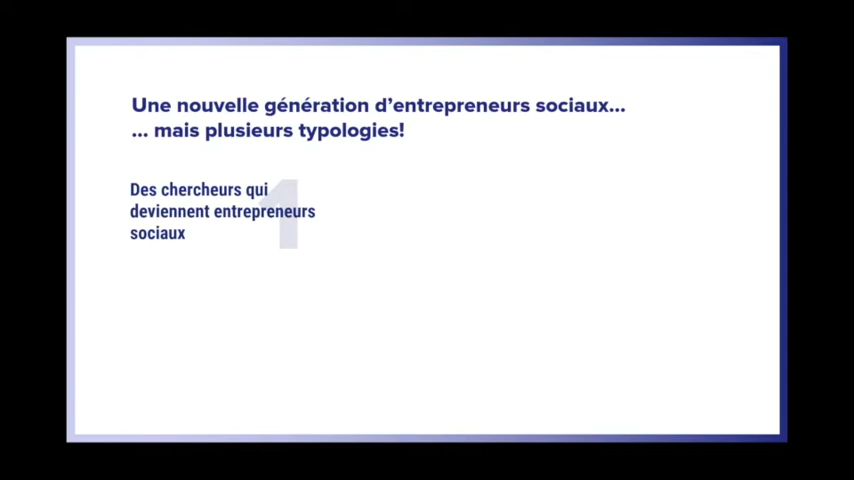 Une nouvelle génération d’entrepreneurs sociaux...
... mais plusieurs typologies!
1
Des chercheurs qui
deviennent entrepreneurs
sociaux